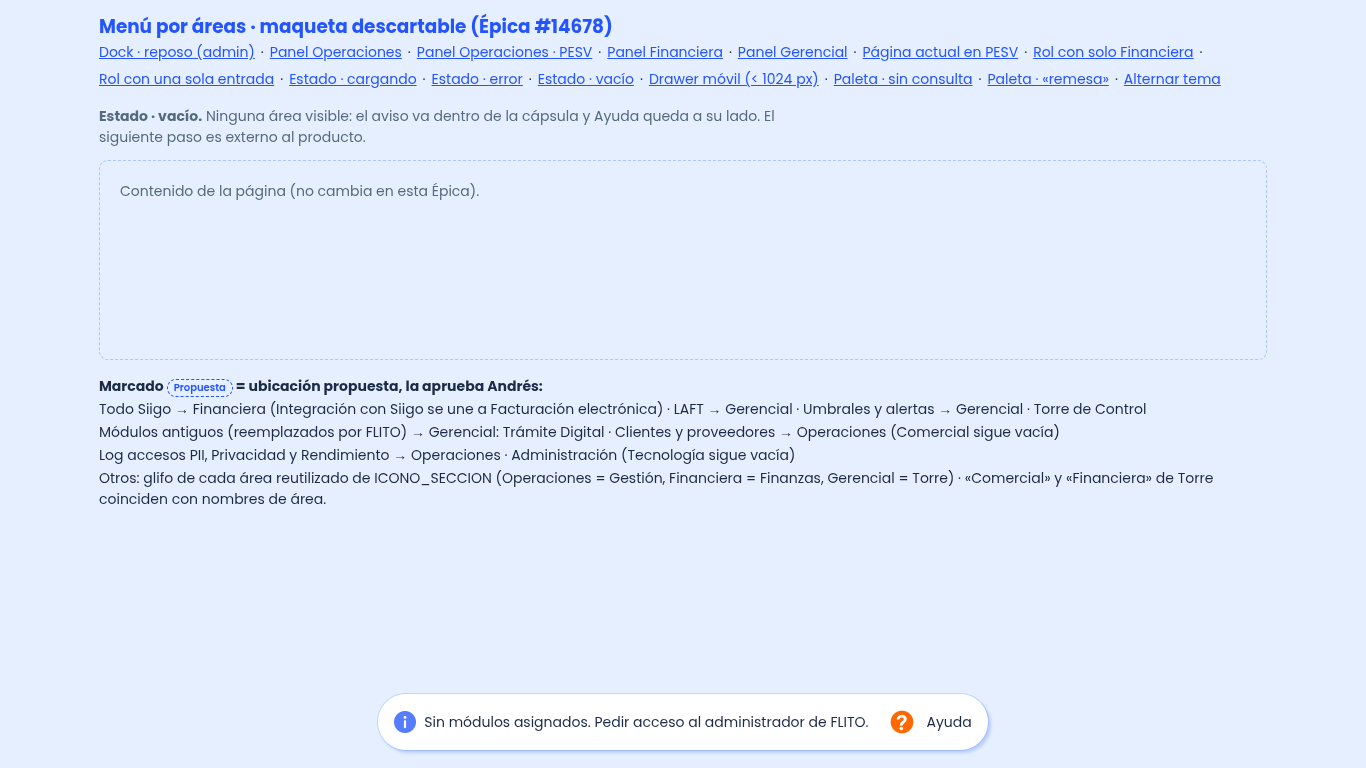 Menú por áreas · maqueta descartable (Épica #14678)
Dock · reposo (admin) · Panel Operaciones · Panel Operaciones · PESV · Panel Financiera · Panel Gerencial · Página actual en PESV · Rol con solo Financiera ·
Rol con una sola entrada · Estado · cargando · Estado · error · Estado · vacío · Drawer móvil (< 1024 px) · Paleta · sin consulta · Paleta · «remesa» · Alternar tema
Estado · vacío. Ninguna área visible: el aviso va dentro de la cápsula y Ayuda queda a su lado. El
siguiente paso es externo al producto.
Contenido de la página (no cambia en esta Épica).
Marcado Propuesta = ubicación propuesta, la aprueba Andrés:
Todo Siigo → Financiera (Integración con Siigo se une a Facturación electrónica) · LAFT → Gerencial · Umbrales y alertas → Gerencial · Torre de Control
Módulos antiguos (reemplazados por FLITO) → Gerencial: Trámite Digital · Clientes y proveedores → Operaciones (Comercial sigue vacía)
Log accesos PII, Privacidad y Rendimiento → Operaciones · Administración (Tecnología sigue vacía)
Otros: glifo de cada área reutilizado de ICONO_SECCION (Operaciones = Gestión, Financiera = Finanzas, Gerencial = Torre) · «Comercial» y «Financiera» de Torre
coinciden con nombres de área.
Sin módulos asignados. Pedir acceso al administrador de FLITO. Ayuda